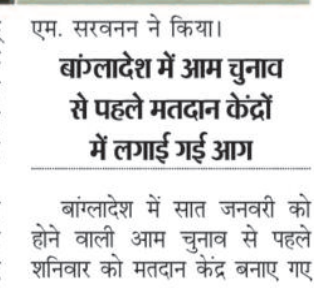 एम. सरवनन ने किया।
बांग्लादेश में आम चुनाव
से पहले मतदान केंद्रों
में लगाई गई आग
बांग्लादेश में सात जनवरी को
होने वाली आम चुनाव से पहले
शनिवार को मतदान केंद्र बनाए गए